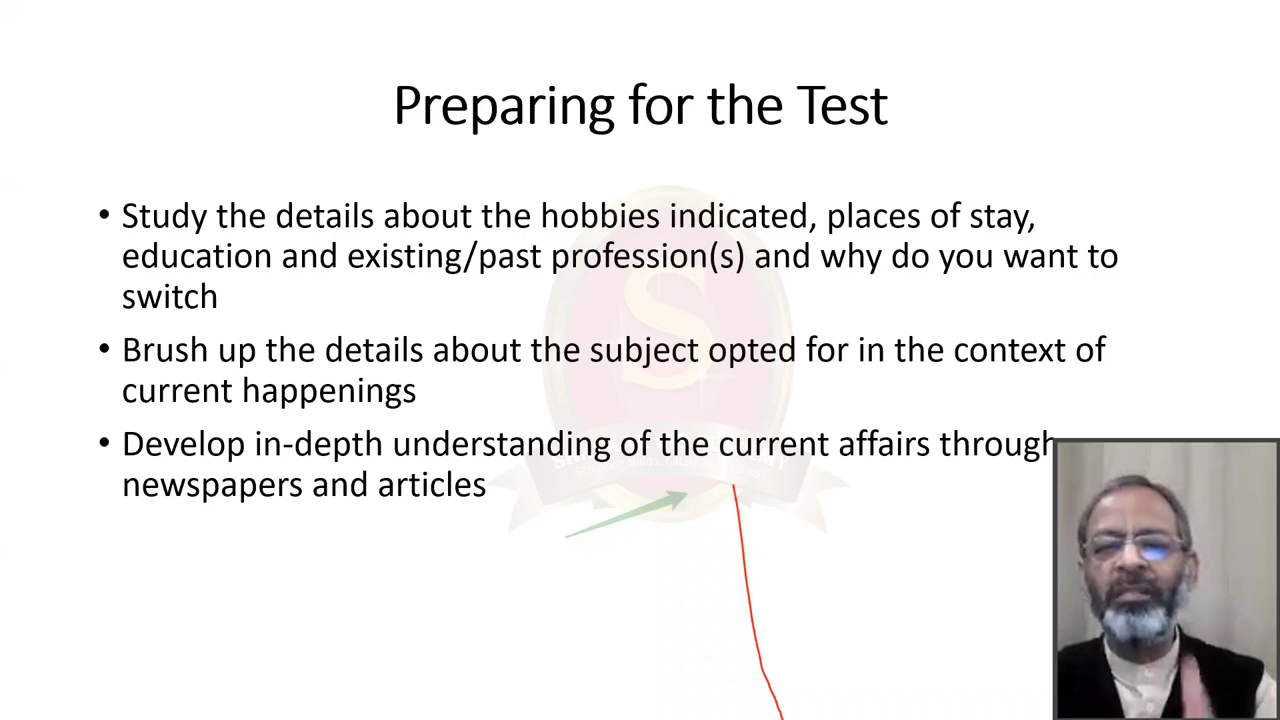 Preparing for the Test
• Study the details about the hobbies indicated, places of stay,
education and existing/past profession(s) and why do you want to
switch
• Brush up the details about the subject opted for in the context of
current happenings
• Develop in-depth understanding of the current affairs through
newspapers and articles
S